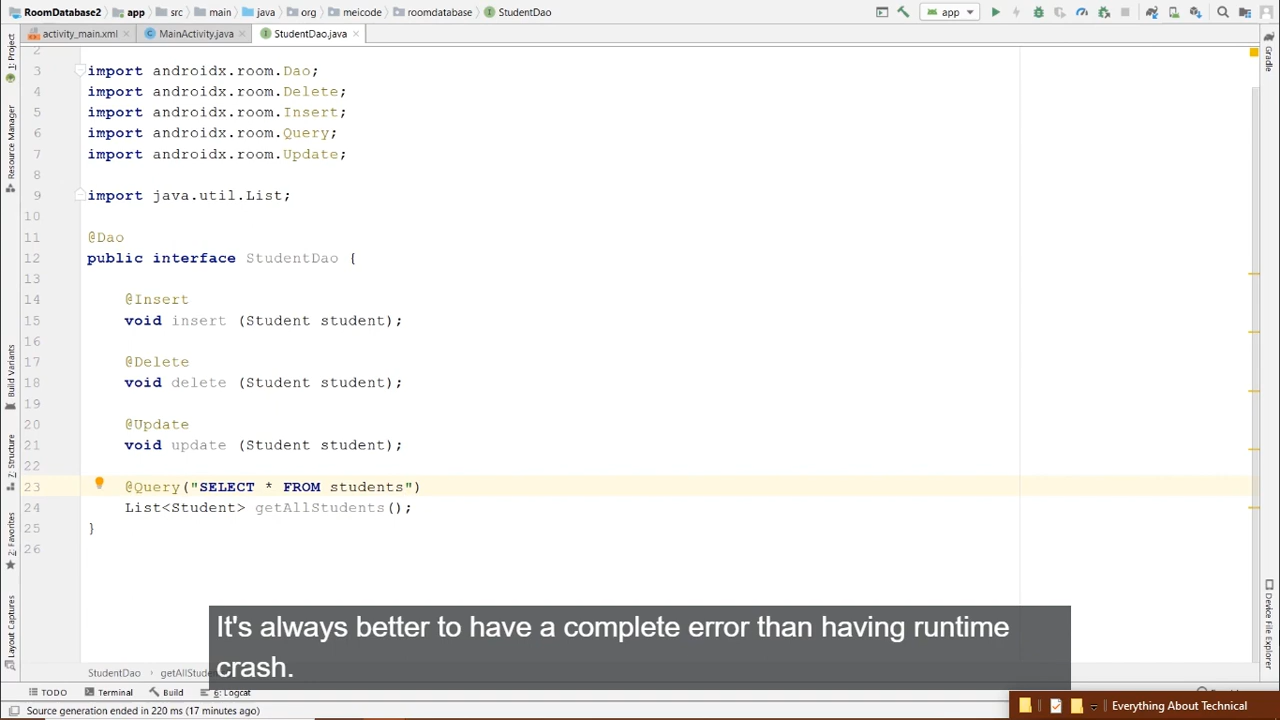 RoomDatabase2 app src main java org meicode roomdatabase StudentDao app
activity_main.xml MainActivity.java StudentDao.java
1: Project
Resource Manager
Build Variants
7: Structure
2: Favorites
Layout Captures
Gradle
Device File Explorer
2
3 import androidx.room.Dao;
4 import androidx.room.Delete;
5 import androidx.room.Insert;
6 import androidx.room.Query;
7 import androidx.room.Update;
8
9 import java.util.List;
10
11 @Dao
12 public interface StudentDao {
13
14 @Insert
15 void insert (Student student);
16
17 @Delete
18 void delete (Student student);
19
20 @Update
21 void update (Student student);
22
23 @Query("SELECT * FROM students")
24 List<Student> getAllStudents();
25 }
26
It's always better to have a complete error than having runtime
crash.
StudentDao getAllStude
TODO Terminal Build 6: Logcat
Source generation ended in 220 ms (17 minutes ago)
Everything About Technical